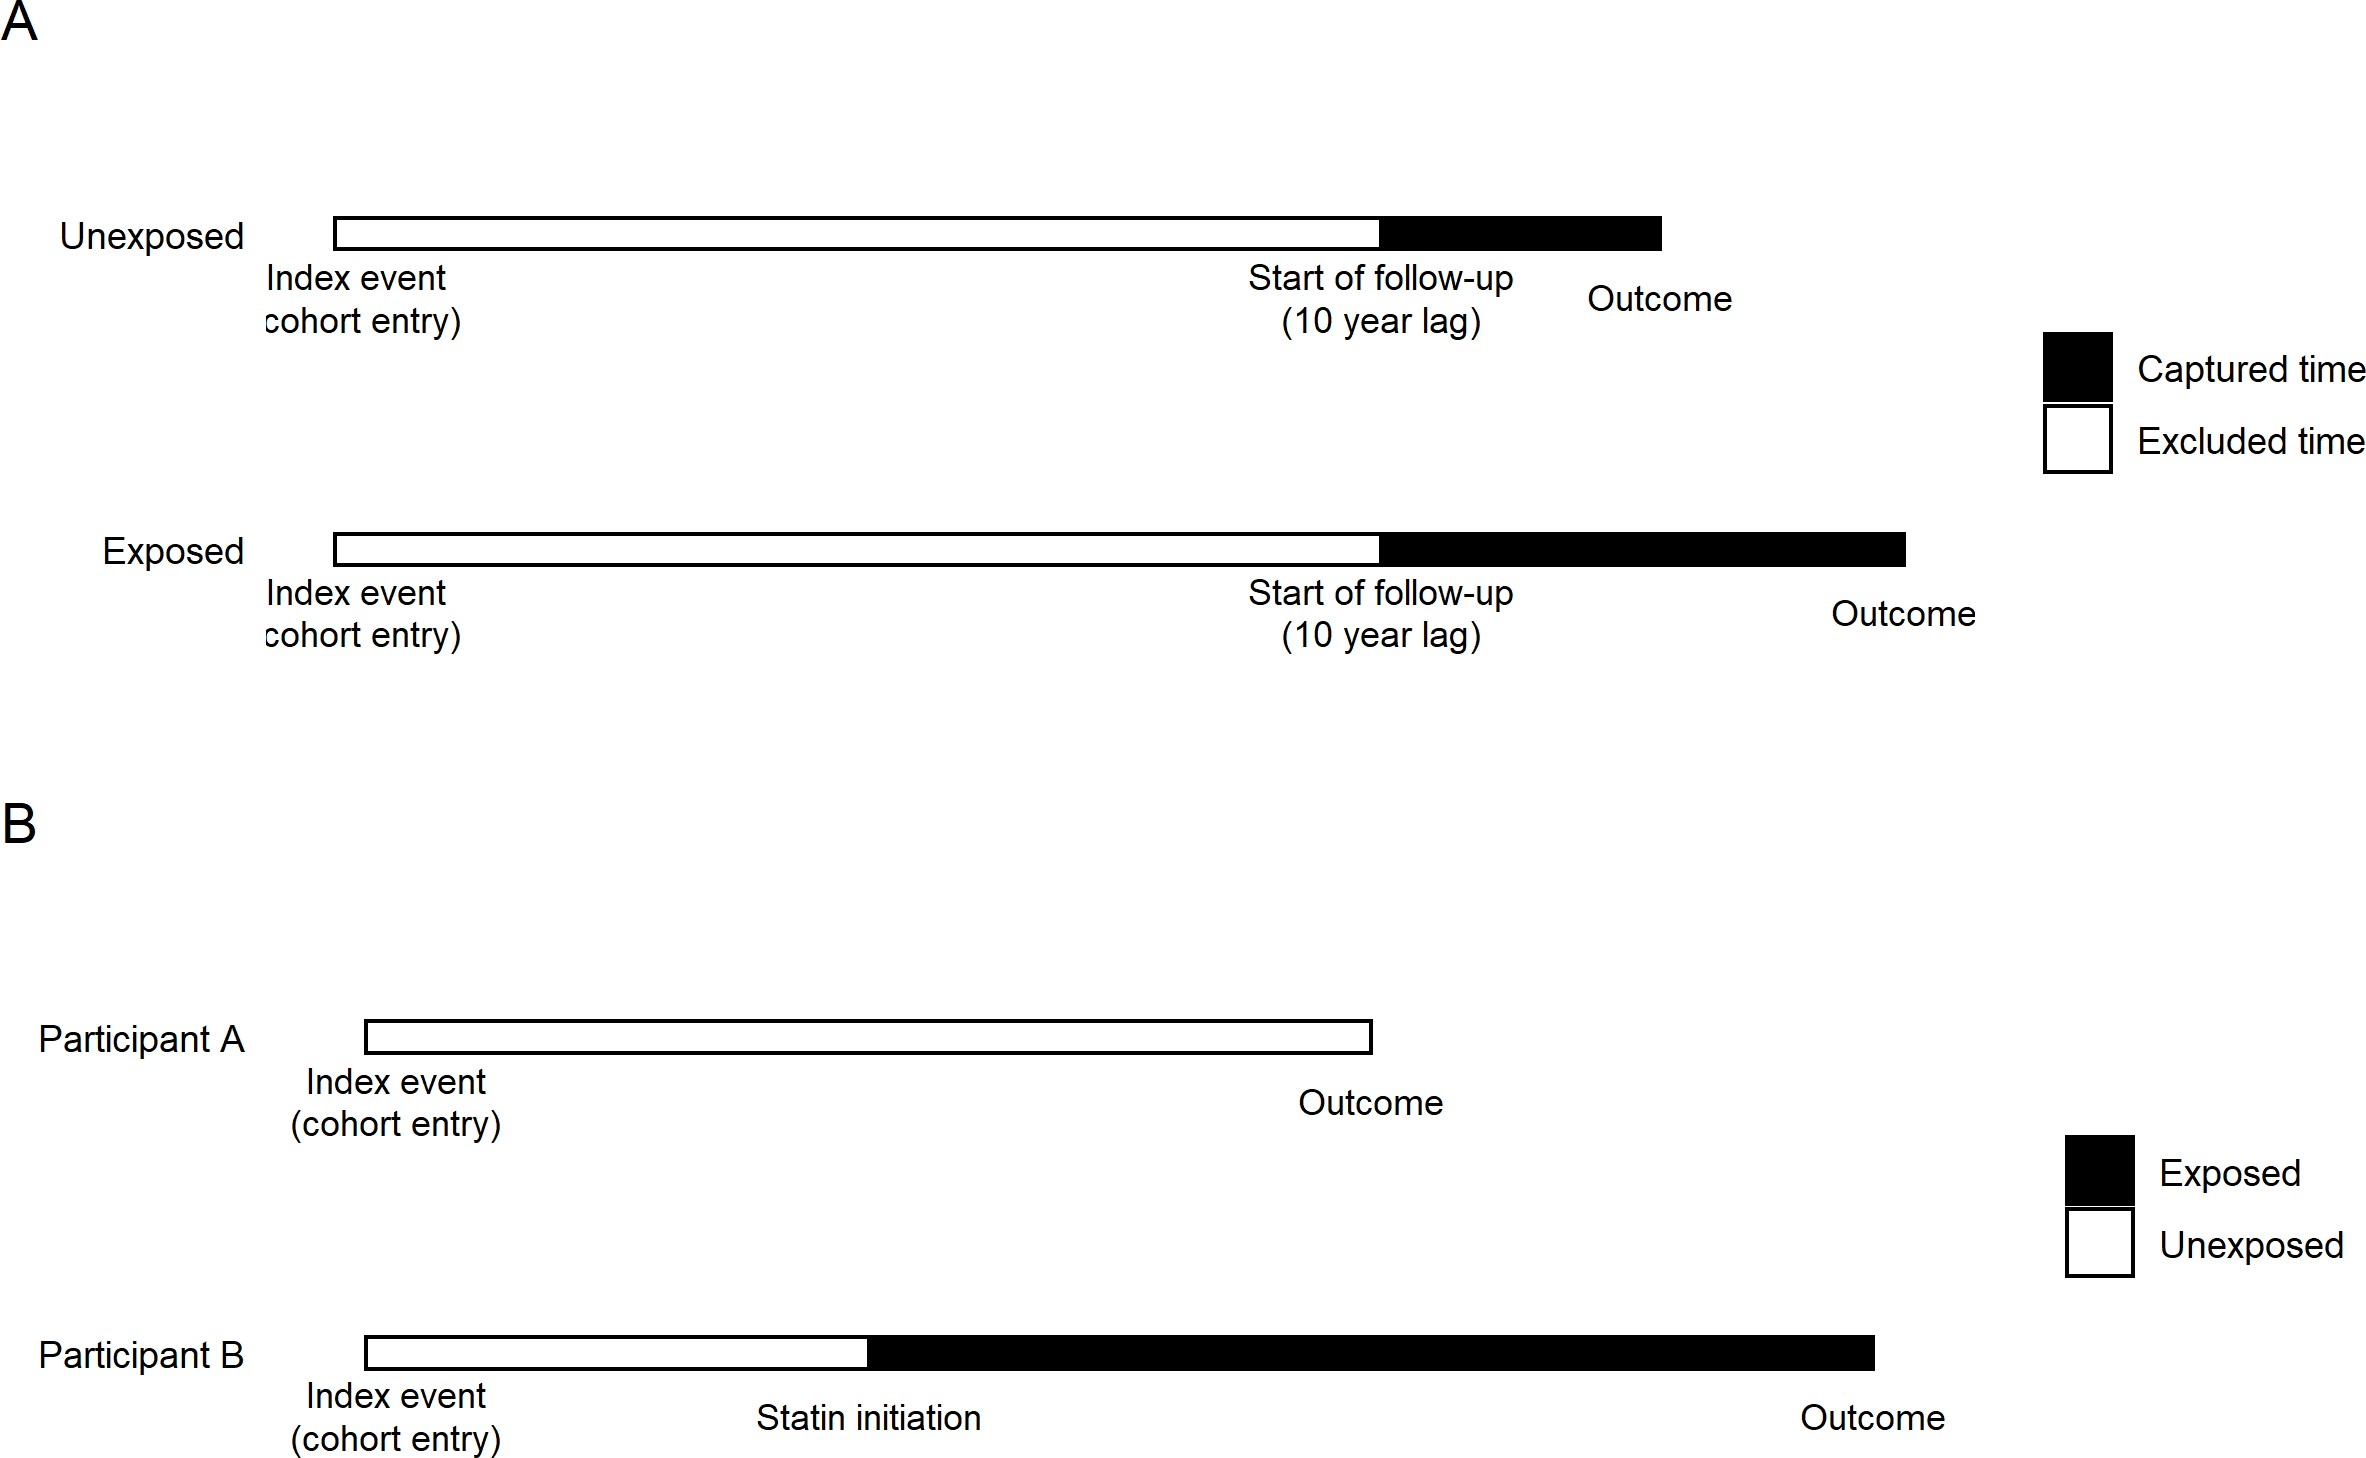 A
Unexposed
Index event
cohort entry)
Start of follow-up
(10 year lag)
Outcome
Captured time
Excluded time
Exposed
Index event
cohort entry)
Start of follow-up
(10 year lag)
Outcome
B
Participant A
Index event
(cohort entry)
Outcome
Exposed
Unexposed
Participant B
Index event
(cohort entry)
Statin initiation
Outcome